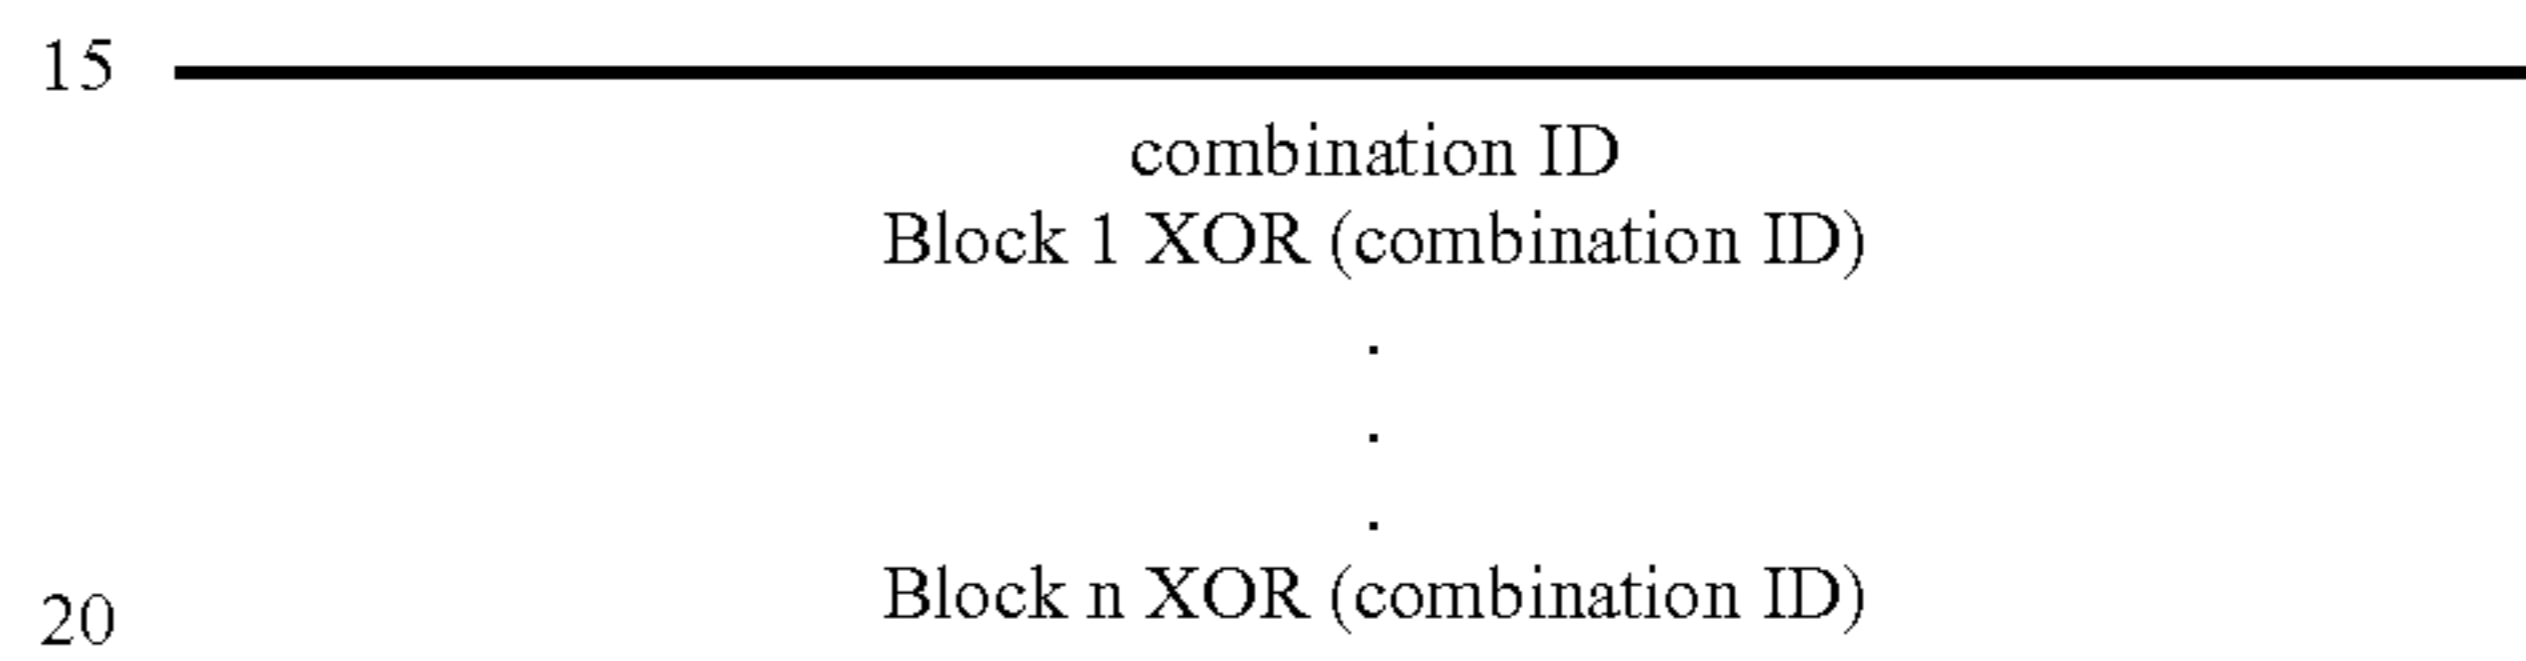 15
combination ID
Block 1 XOR (combination ID)
.
.
.
Block n XOR (combination ID)
20